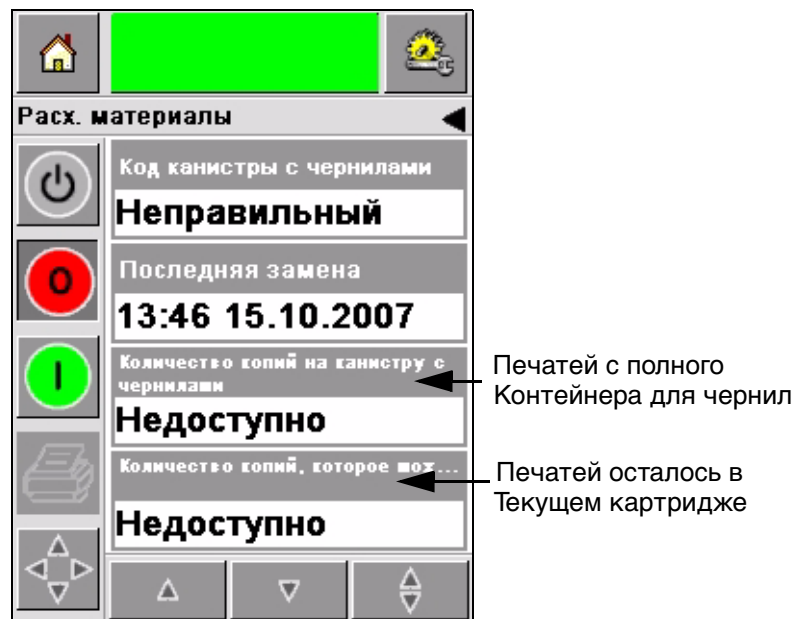 Расх. материалы
Код канистры с чернилами
Неправильный
Последняя замена
13:46 15.10.2007
Количество копий на канистру с
чернилами
Недоступно
Количество копий, которое мож...
Недоступно
Печатей с полного
Контейнера для чернил
Печатей осталось в
Текущем картридже